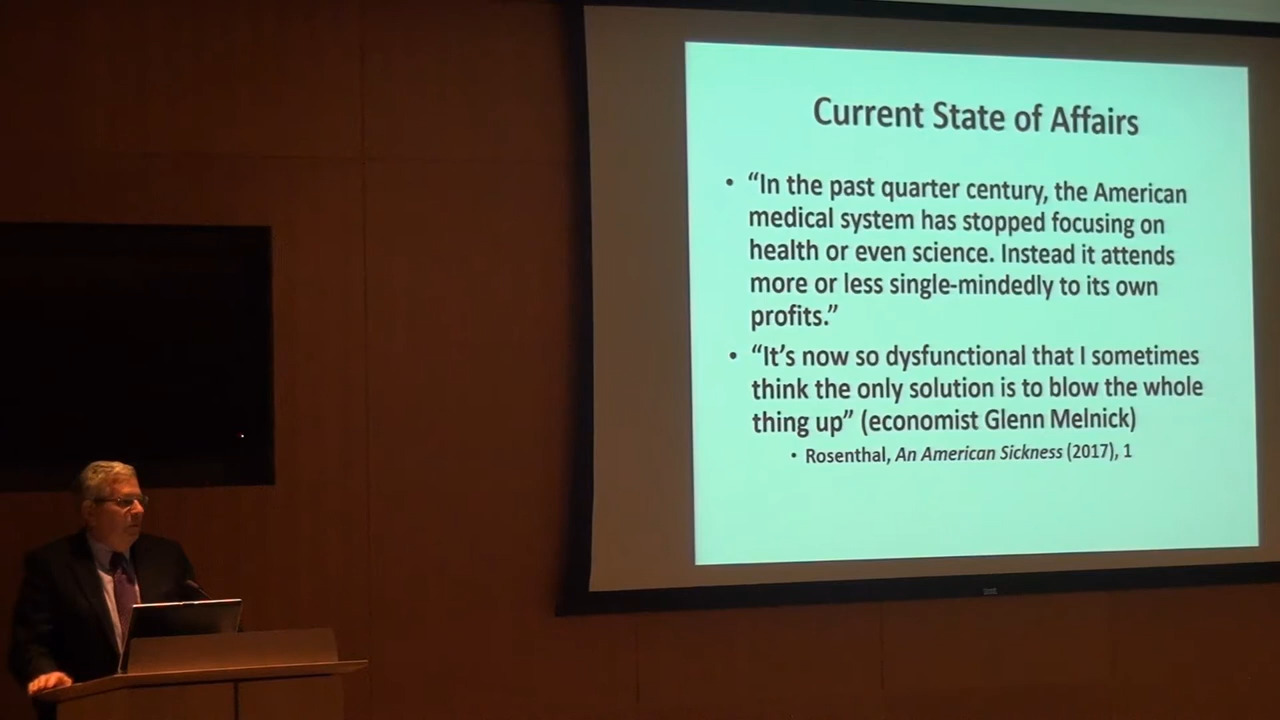 Current State of Affairs
• “In the past quarter century, the American
medical system has stopped focusing on
health or even science. Instead it attends
more or less single-mindedly to its own
profits.”
• “It’s now so dysfunctional that I sometimes
think the only solution is to blow the whole
thing up” (economist Glenn Melnick)
• Rosenthal, An American Sickness (2017), 1